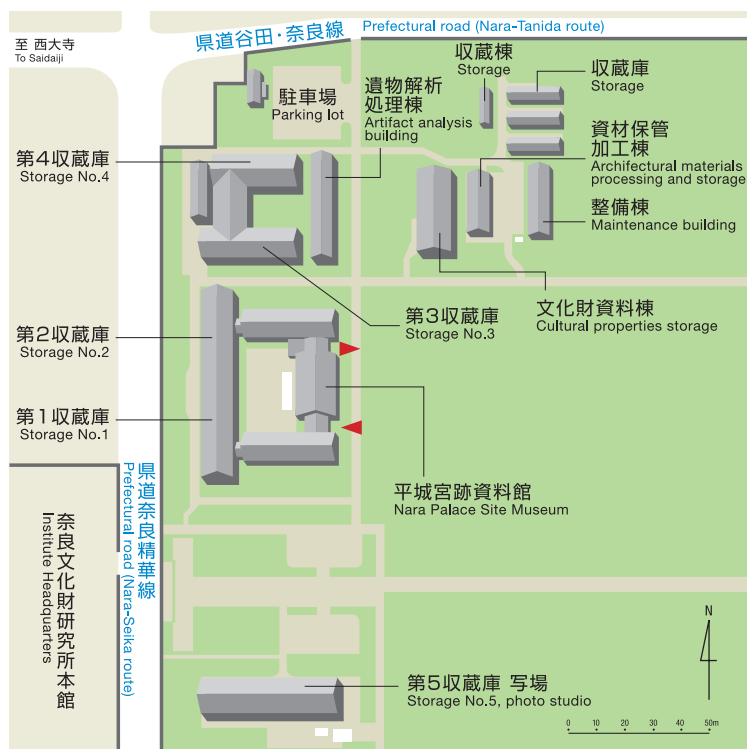 至 西大寺
To Saidaiji
県道谷田・奈良線
Prefectural road (Nara-Tanida route)
駐車場
Parking lot
遺物解析
処理棟
Artifact analysis
building
収蔵棟
Storage
収蔵庫
Storage
資材保管
加工棟
Architectural materials
processing and storage
整備棟
Maintenance building
第4収蔵庫
Storage No.4
第3収蔵庫
Storage No.3
文化財資料棟
Cultural properties storage
第2収蔵庫
Storage No.2
第1収蔵庫
Storage No.1
平城宮跡資料館
Nara Palace Site Museum
県道奈良精華線
Prefectural road (Nara-Seika route)
奈良文化財研究所本館
Institute Headquarters
第5収蔵庫 写場
Storage No.5, photo studio
N
0 10 20 30 40 50m